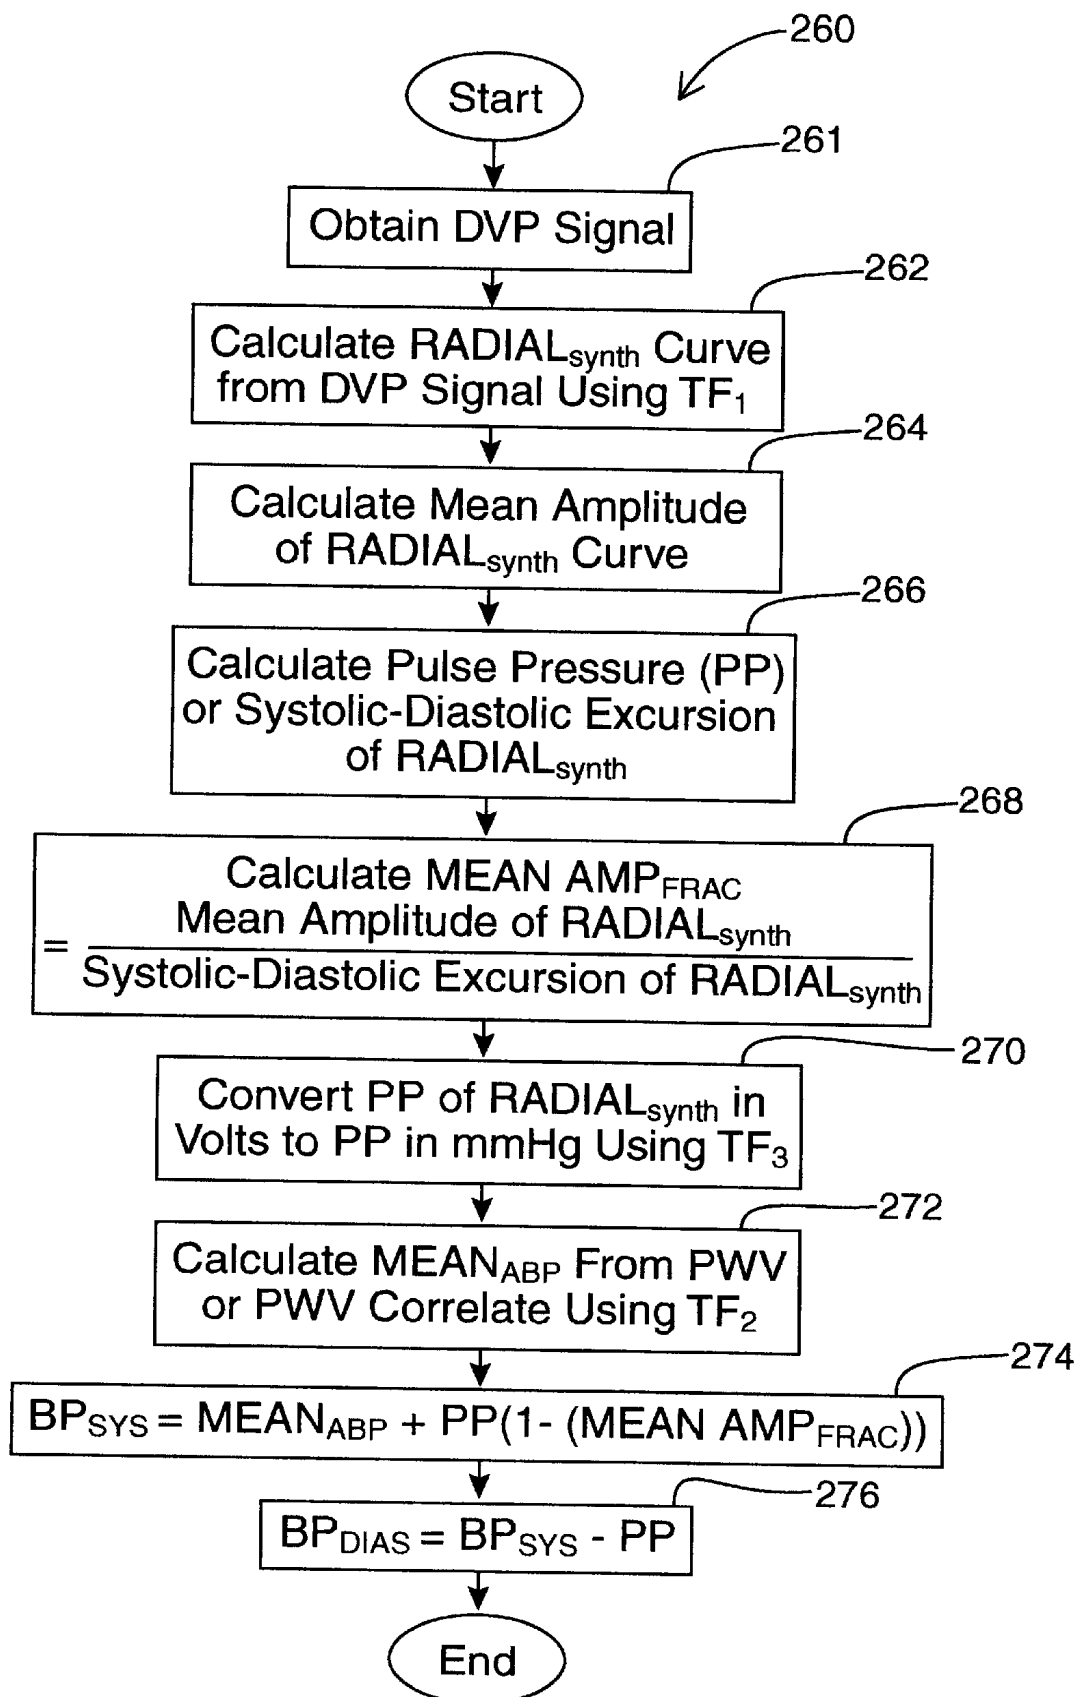 260
Start
261
Obtain DVP Signal
262
Calculate RADIALsynth Curve
from DVP Signal Using TF1
264
Calculate Mean Amplitude
of RADIALsynth Curve
266
Calculate Pulse Pressure (PP)
or Systolic-Diastolic Excursion
of RADIALsynth
268
Calculate MEAN AMPFRAC
Mean Amplitude of RADIALsynth
=
Systolic-Diastolic Excursion of RADIALsynth
270
Convert PP of RADIALsynth in
Volts to PP in mmHg Using TF3
272
Calculate MEANABP From PWV
or PWV Correlate Using TF2
274
BPSYS = MEANABP + PP(1- (MEAN AMPFRAC))
276
BPDIAS = BPSYS - PP
End